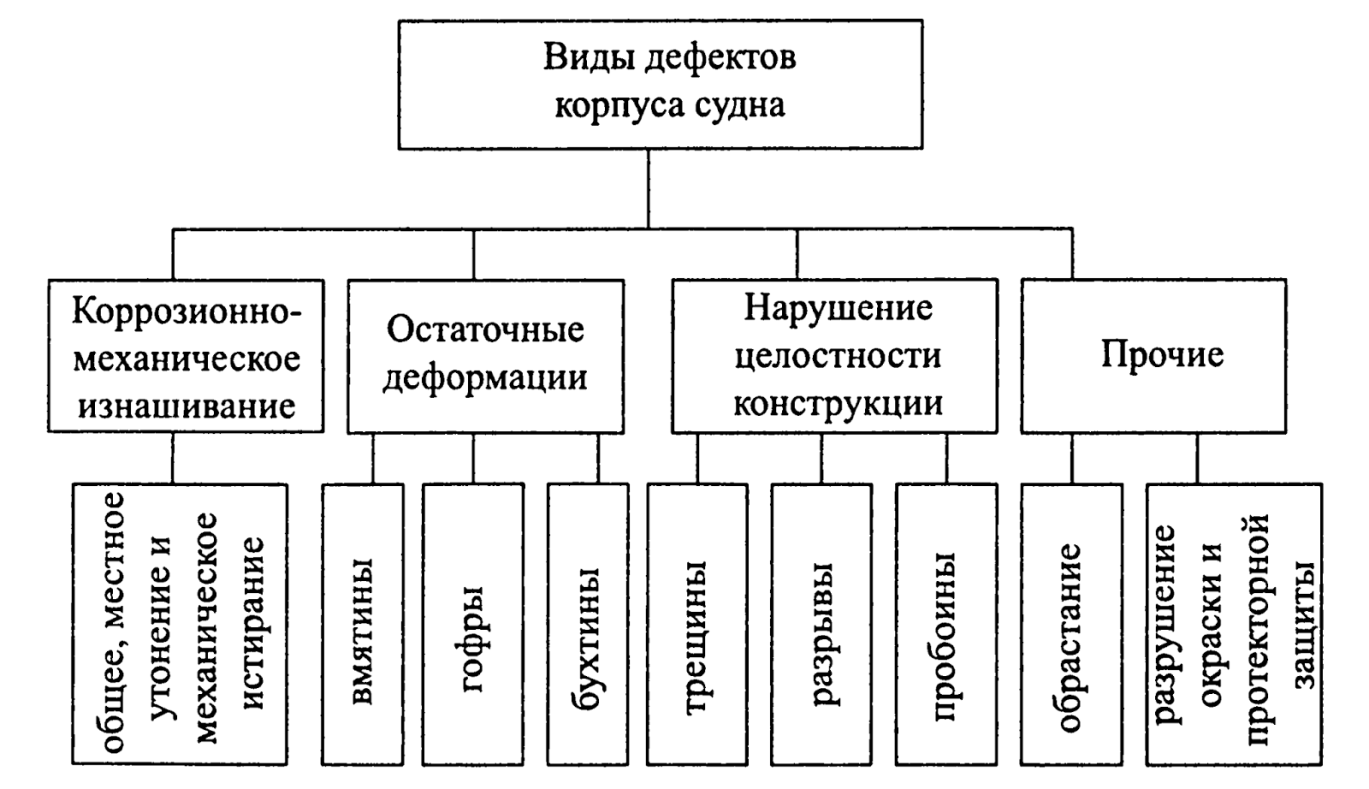 Виды дефектов
корпуса судна
Коррозионно-
механическое
изнашивание
Остаточные
деформации
Нарушение
целостности
конструкции
Прочие
общее, местное
утонение и
механическое
истирание
вмятины
гофры
бухтины
трещины
разрывы
пробоины
обрастание
разрушение
окраски и
протекторной
защиты